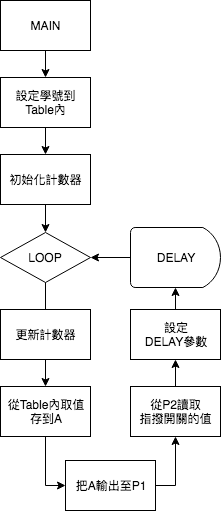 MAIN
設定學號到
Table內
初始化計數器
LOOP
DELAY
更新計數器
設定
DELAY參數
從Table內取值
存到A
從P2讀取
指撥開關的值
把A輸出至P1